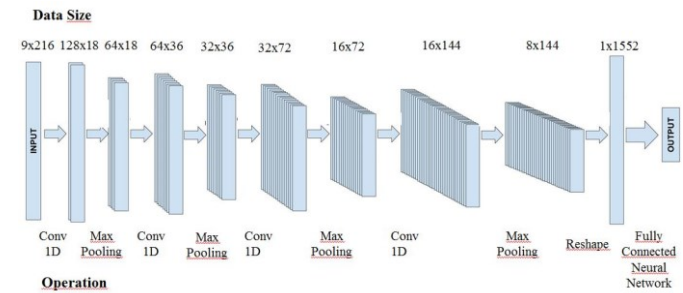 Data Size
9x216 128x18 64x18 64x36 32x36 32x72 16x72 16x144 8x144 1x1552
INPUT
OUTPUT
Conv 1D
Max Pooling
Conv 1D
Max Pooling
Conv 1D
Max Pooling
Conv 1D
Max Pooling
Reshape
Fully Connected Neural Network
Operation